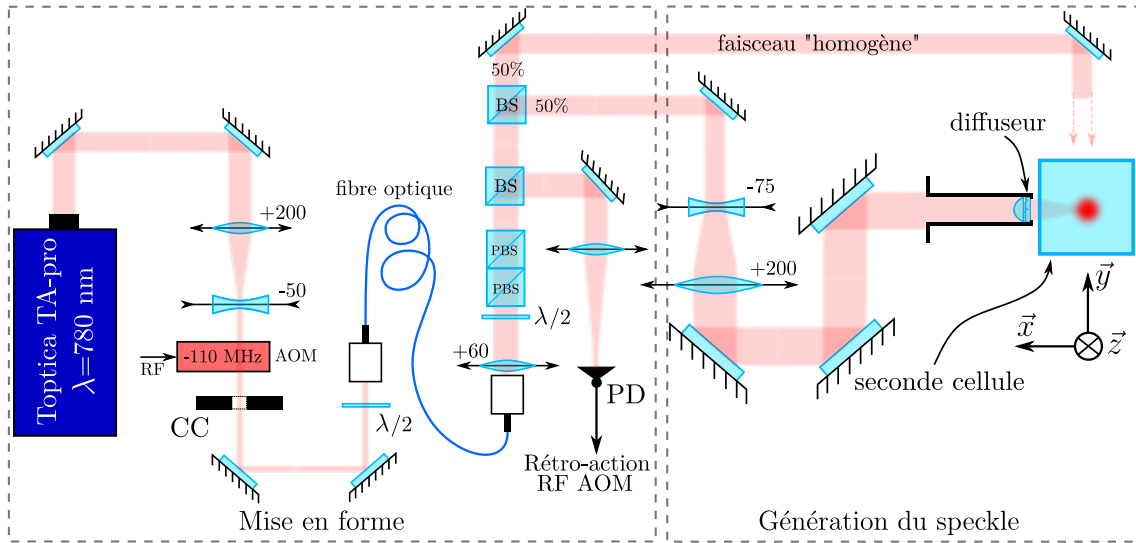 Toptica TA-pro
λ=780 nm
+200
-50
RF
-110 MHz
AOM
CC
λ/2
fibre optique
50%
BS
50%
BS
PBS
PBS
λ/2
+60
PD
Rétro-action
RF AOM
Mise en forme
faisceau "homogène"
-75
+200
diffuseur
seconde cellule
y
x
z
Génération du speckle